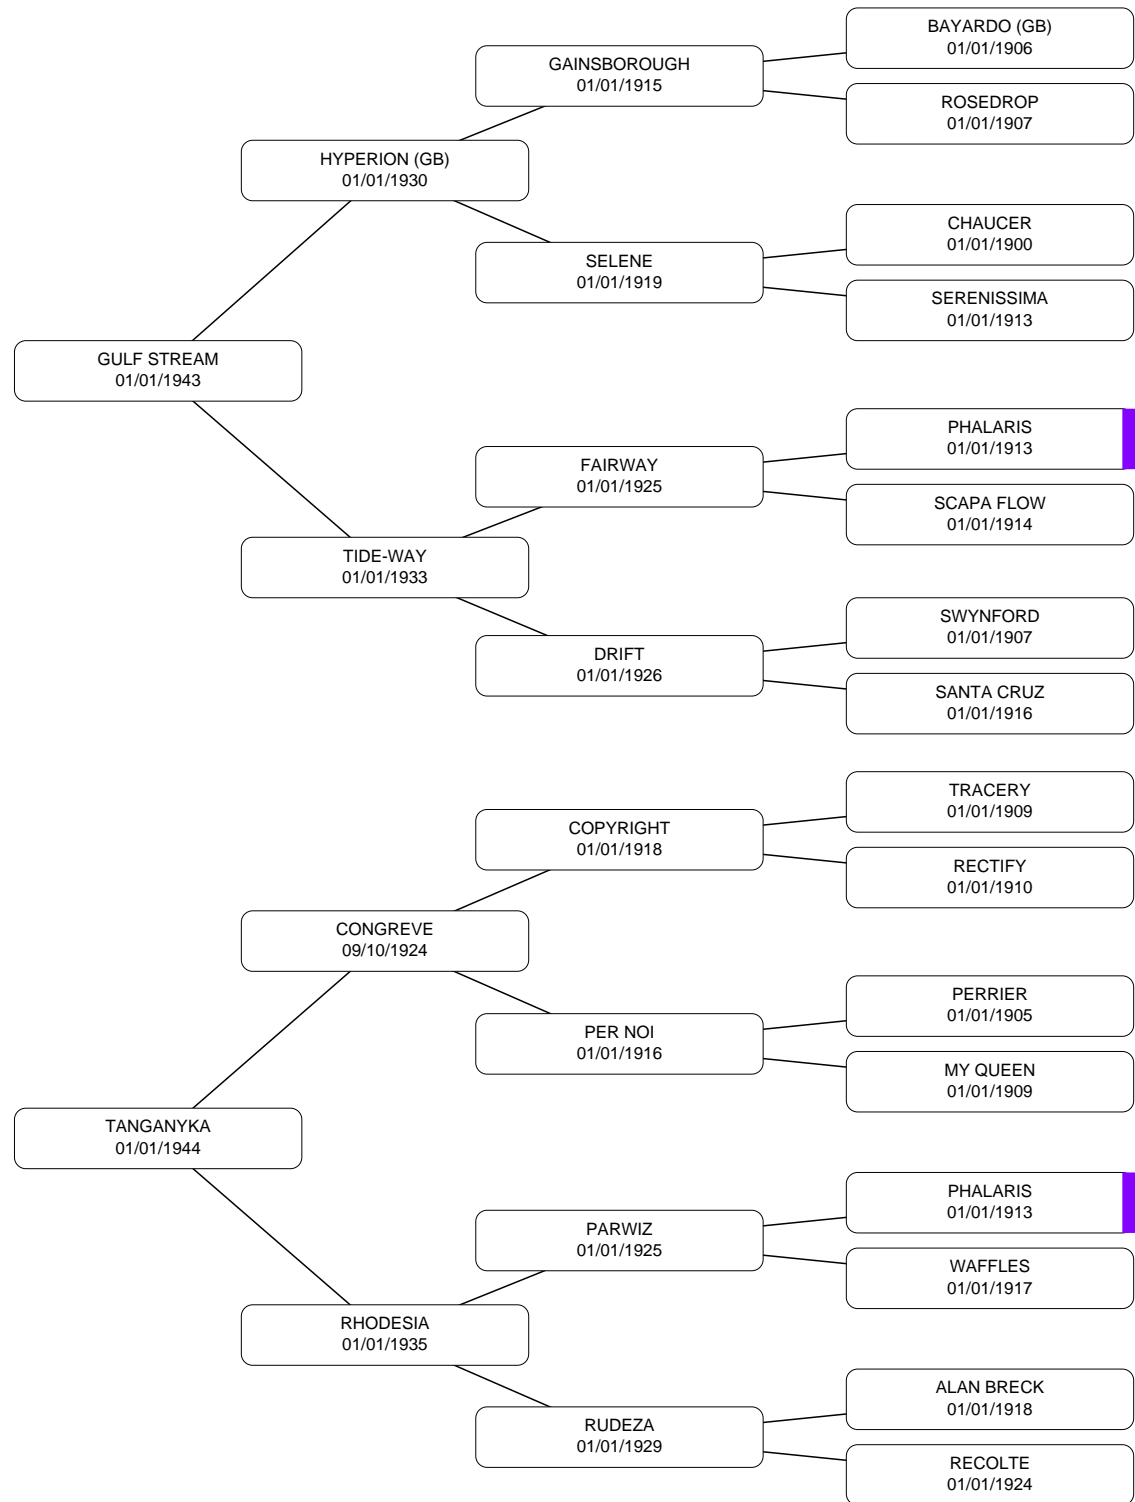 BAYARDO (GB)
01/01/1906
GAINSBOROUGH
01/01/1915
ROSEDROP
01/01/1907
HYPERION (GB)
01/01/1930
CHAUCER
01/01/1900
SELENE
01/01/1919
SERENISSIMA
01/01/1913
GULF STREAM
01/01/1943
PHALARIS
01/01/1913
FAIRWAY
01/01/1925
SCAPA FLOW
01/01/1914
TIDE-WAY
01/01/1933
SWYNFORD
01/01/1907
DRIFT
01/01/1926
SANTA CRUZ
01/01/1916
TRACERY
01/01/1909
COPYRIGHT
01/01/1918
RECTIFY
01/01/1910
CONGREVE
09/10/1924
PERRIER
01/01/1905
PER NOI
01/01/1916
MY QUEEN
01/01/1909
TANGANYKA
01/01/1944
PHALARIS
01/01/1913
PARWIZ
01/01/1925
WAFFLES
01/01/1917
RHODESIA
01/01/1935
ALAN BRECK
01/01/1918
RUDEZA
01/01/1929
RECOLTE
01/01/1924